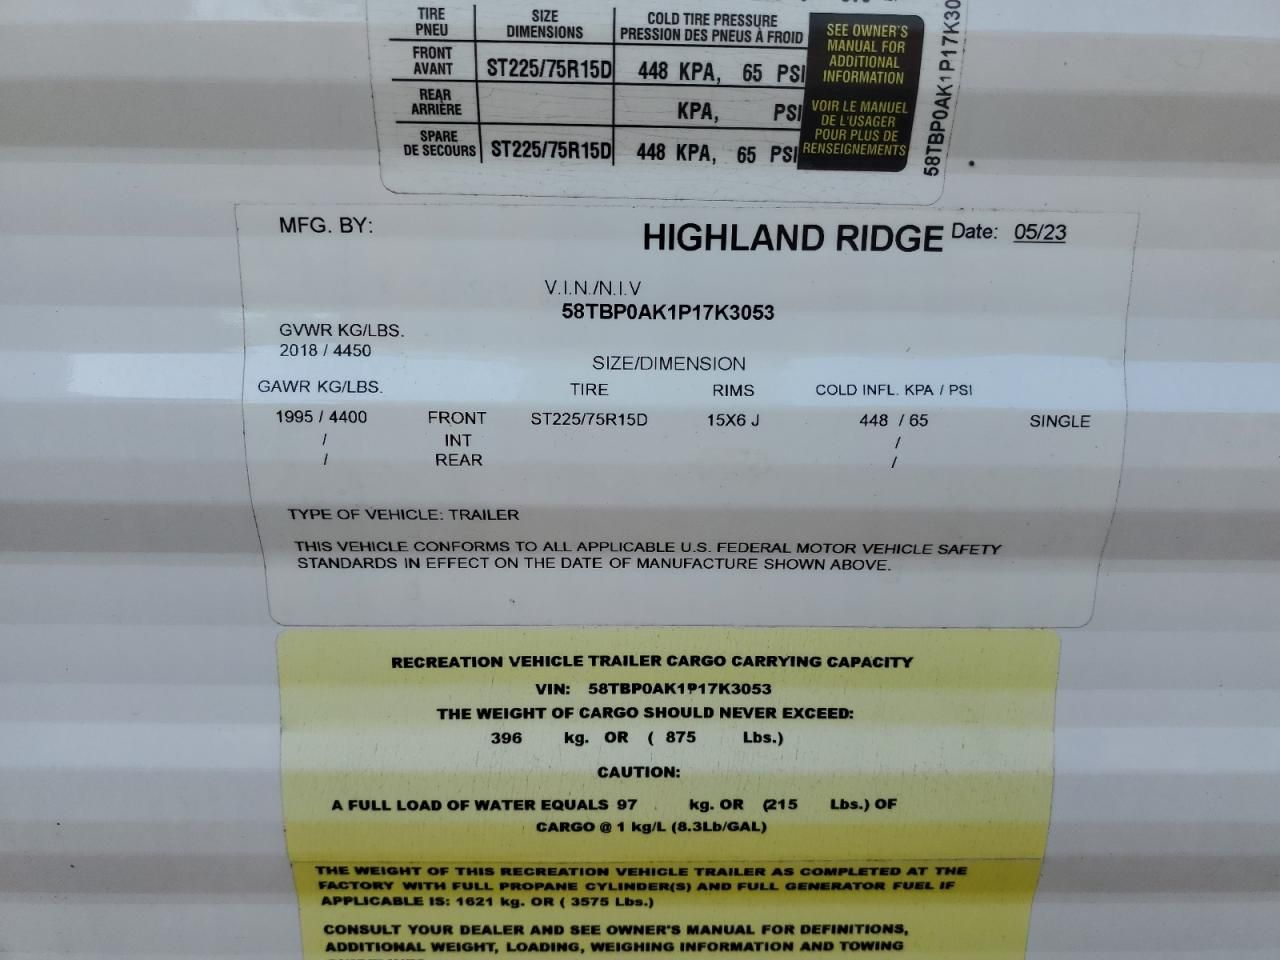 TIRE SIZE COLD TIRE PRESSURE
PNEU DIMENSIONS PRESSION DES PNEUS À FROID
FRONT
AVANT ST225/75R15D 448 KPA, 65 PSI
REAR
ARRIÈRE KPA, PSI
SPARE
DE SECOURS ST225/75R15D 448 KPA, 65 PSI
SEE OWNER'S
MANUAL FOR
ADDITIONAL
INFORMATION
VOIR LE MANUEL
DE L'USAGER
POUR PLUS DE
RENSEIGNEMENTS
58TBP0AK1P17K30
MFG. BY: HIGHLAND RIDGE Date: 05/23
V.I.N./N.I.V
58TBP0AK1P17K3053
GVWR KG/LBS.
2018 / 4450
SIZE/DIMENSION
GAWR KG/LBS. TIRE RIMS COLD INFL. KPA / PSI
1995 / 4400 FRONT ST225/75R15D 15X6 J 448 / 65 SINGLE
/ INT /
/ REAR /
TYPE OF VEHICLE: TRAILER
THIS VEHICLE CONFORMS TO ALL APPLICABLE U.S. FEDERAL MOTOR VEHICLE SAFETY
STANDARDS IN EFFECT ON THE DATE OF MANUFACTURE SHOWN ABOVE.
RECREATION VEHICLE TRAILER CARGO CARRYING CAPACITY
VIN: 58TBP0AK1P17K3053
THE WEIGHT OF CARGO SHOULD NEVER EXCEED:
396 kg. OR ( 875 Lbs.)
CAUTION:
A FULL LOAD OF WATER EQUALS 97 kg. OR (215 Lbs.) OF
CARGO @ 1 kg/L (8.3Lb/GAL)
THE WEIGHT OF THIS RECREATION VEHICLE TRAILER AS COMPLETED AT THE
FACTORY WITH FULL PROPANE CYLINDER(S) AND FULL GENERATOR FUEL IF
APPLICABLE IS: 1621 kg. OR ( 3575 Lbs.)
CONSULT YOUR DEALER AND SEE OWNER'S MANUAL FOR DEFINITIONS,
ADDITIONAL WEIGHT, LOADING, WEIGHING INFORMATION AND TOWING